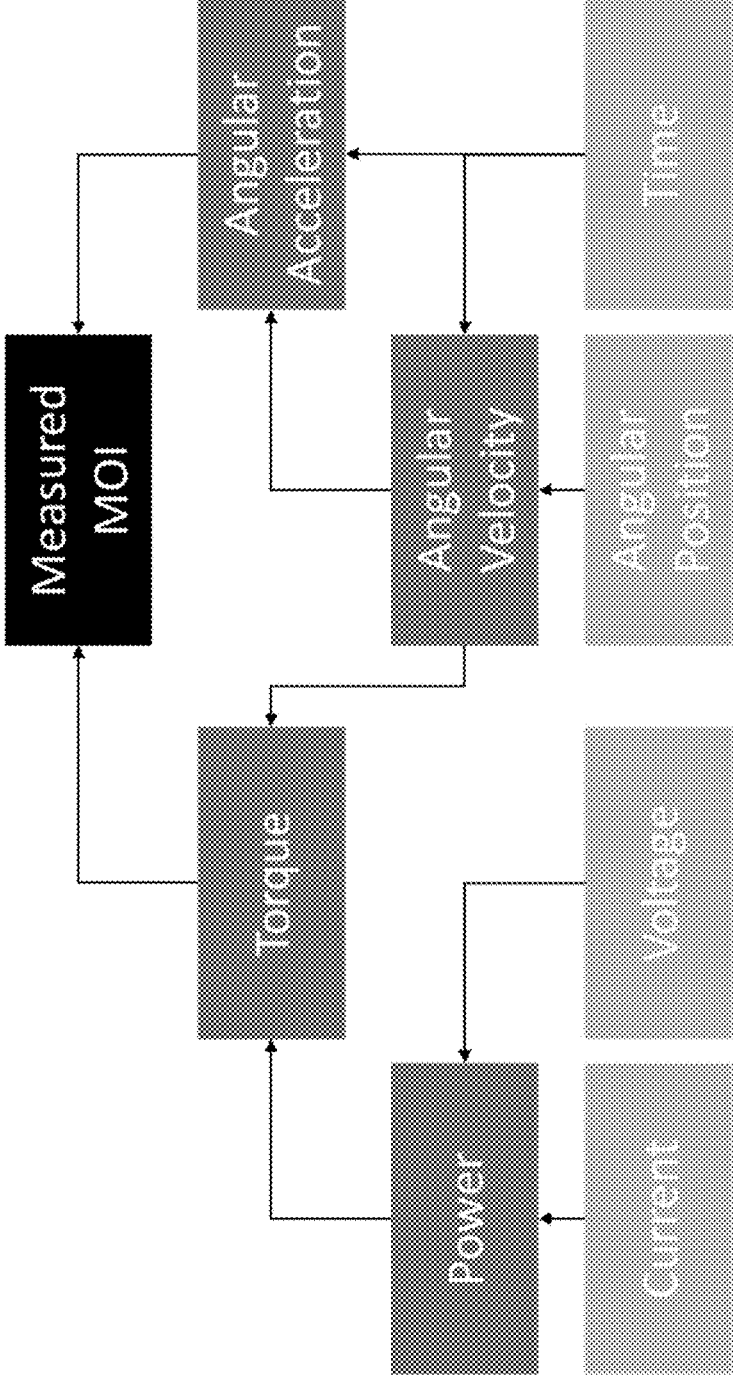 Measured
MOI
Torque
Angular
Acceleration
Power
Angular
Velocity
Current
Voltage
Angular
Position
Time